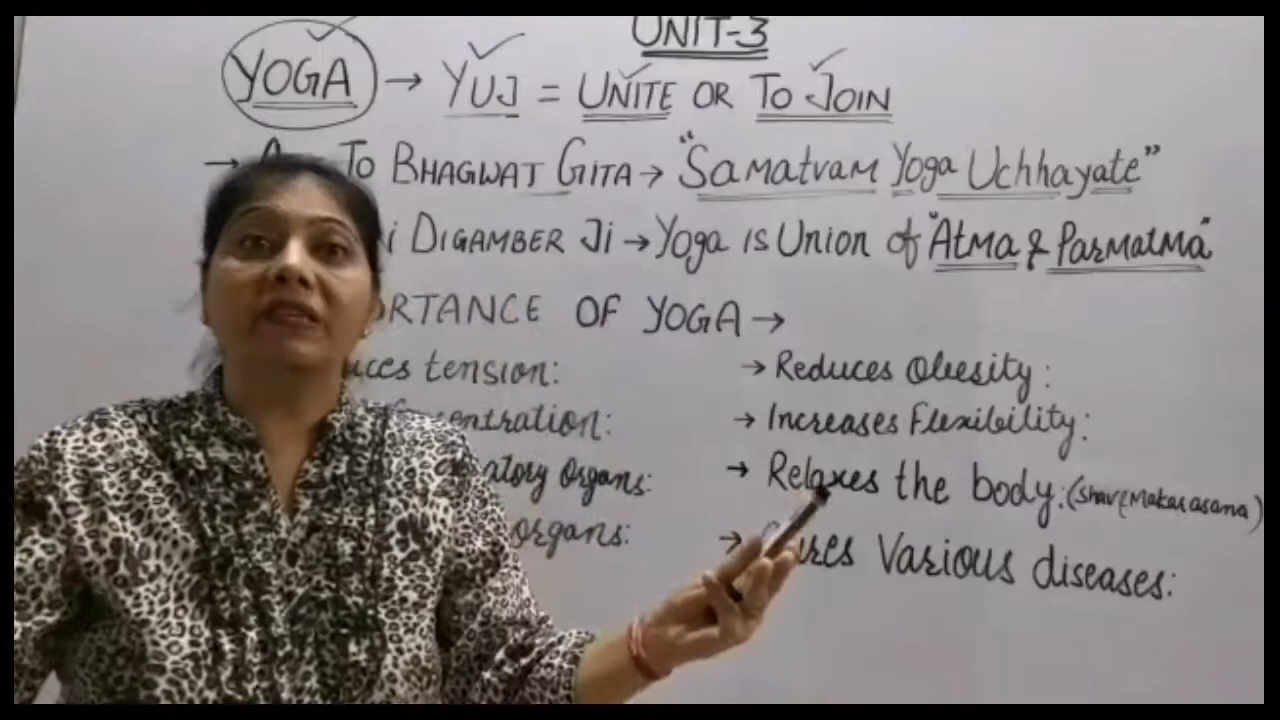 UNIT-3
YOGA → YUJ = UNITE OR TO JOIN
→ TO BHAGWAT GITA → "Samatvam Yoga Uchhayate"
DIGAMBER Ji → Yoga is Union of "Atma & Parmatma"
OF YOGA →
tension:
→ Reduces Obesity:
→ Increases Flexibility:
Organs:
→ Relaxes the body: (Shav/Makarasana)
Organs:
→ Various diseases: